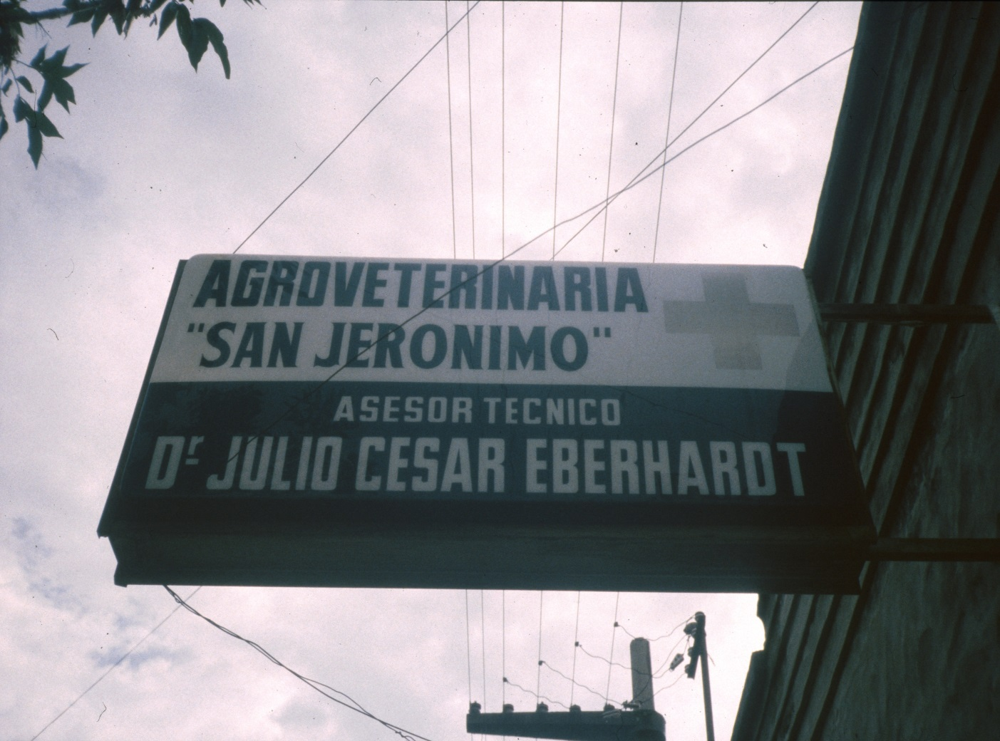 AGROVETERINARIA
"SAN JERONIMO"
ASESOR TECNICO
Dr JULIO CESAR EBERHARDT